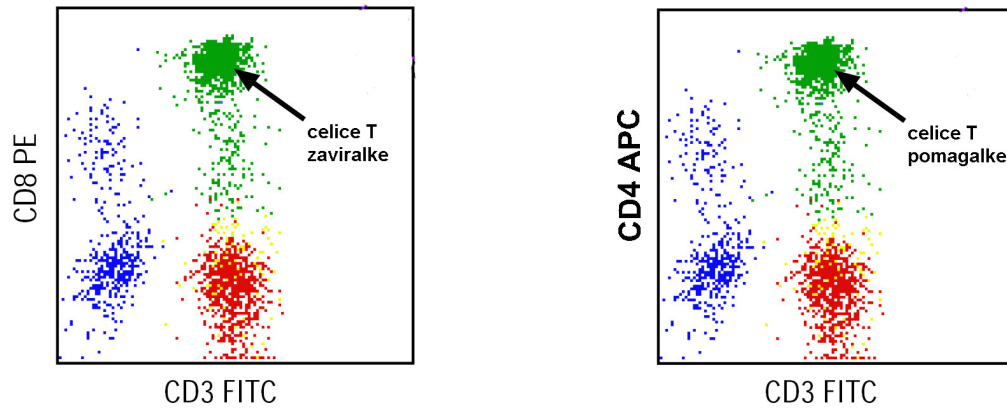 CD8 PE
celice T
zaviralke
CD3 FITC
CD4 APC
celice T
pomagalke
CD3 FITC